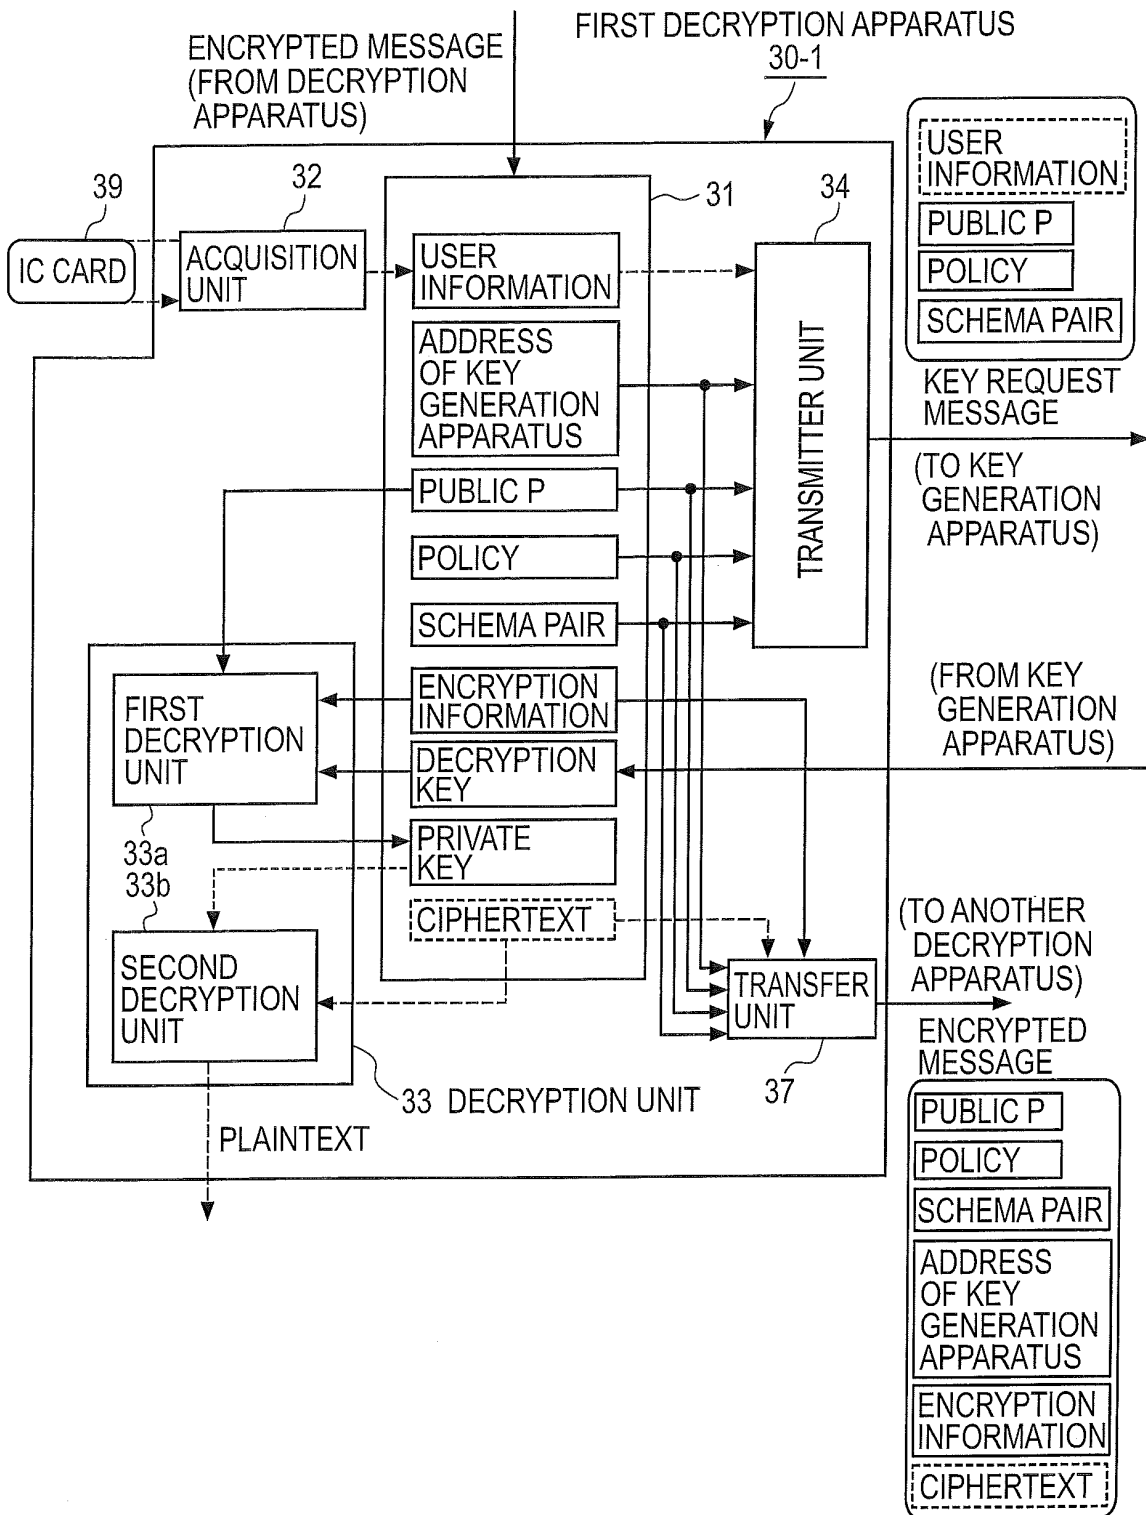 FIRST DECRYPTION APPARATUS
30-1
ENCRYPTED MESSAGE
(FROM DECRYPTION
APPARATUS)
39
IC CARD
32
ACQUISITION
UNIT
31
USER
INFORMATION
ADDRESS
OF KEY
GENERATION
APPARATUS
PUBLIC P
POLICY
SCHEMA PAIR
ENCRYPTION
INFORMATION
DECRYPTION
KEY
PRIVATE
KEY
CIPHERTEXT
34
TRANSMITTER UNIT
USER
INFORMATION
PUBLIC P
POLICY
SCHEMA PAIR
KEY REQUEST
MESSAGE
(TO KEY
GENERATION
APPARATUS)
(FROM KEY
GENERATION
APPARATUS)
FIRST
DECRYPTION
UNIT
33a
33b
SECOND
DECRYPTION
UNIT
33 DECRYPTION UNIT
PLAINTEXT
TRANSFER
UNIT
37
(TO ANOTHER
DECRYPTION
APPARATUS)
ENCRYPTED
MESSAGE
PUBLIC P
POLICY
SCHEMA PAIR
ADDRESS
OF KEY
GENERATION
APPARATUS
ENCRYPTION
INFORMATION
CIPHERTEXT